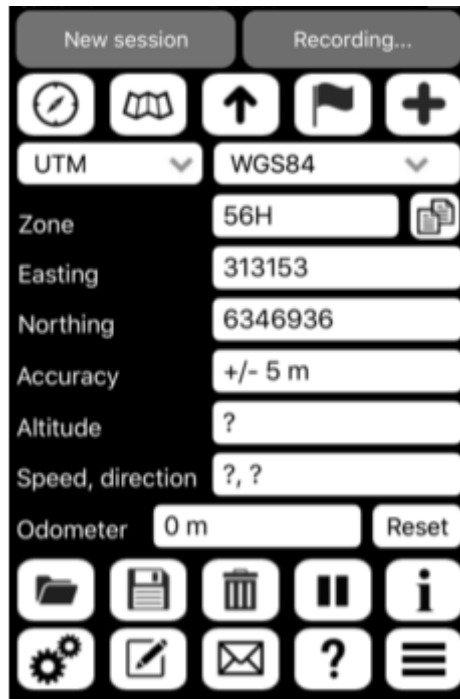 New session Recording...
UTM WGS84
Zone 56H
Easting 313153
Northing 6346936
Accuracy +/- 5 m
Altitude ?
Speed, direction ?, ?
Odometer 0 m Reset
i
?